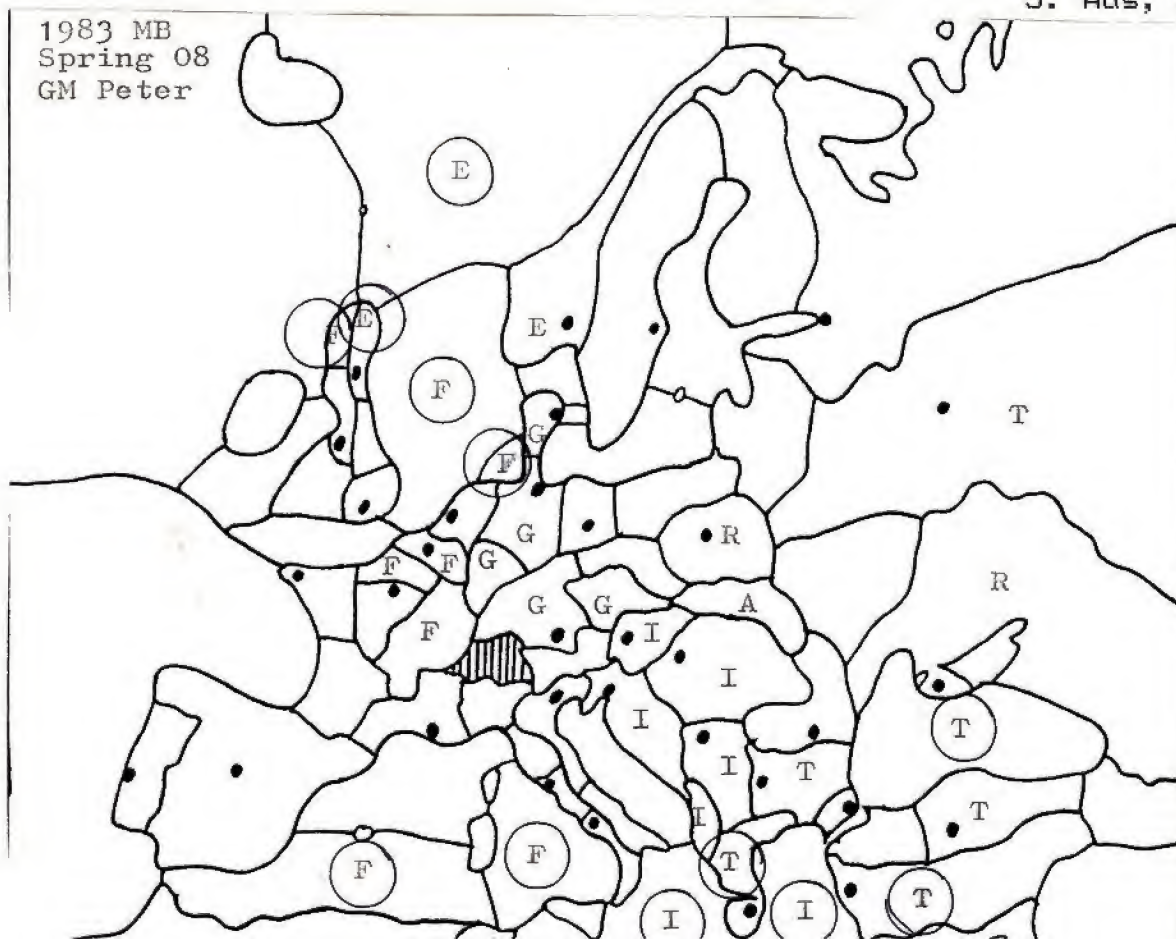 1983 MB
Spring 08
GM Peter
E
F E E
F
T
G
F
G R
F F G
R
G G A
F I
I
I T
I T
I T
F F T
I I T